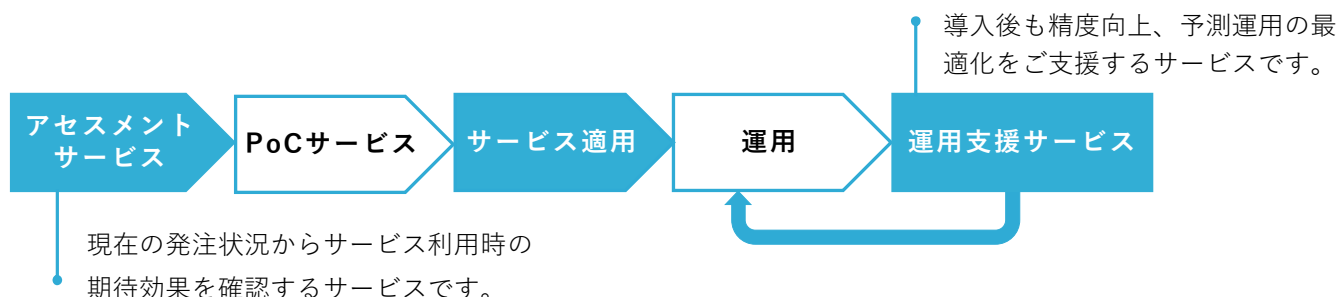 導入後も精度向上、予測運用の最
適化をご支援するサービスです。
アセスメント
サービス
PoCサービス
サービス適用
運用
運用支援サービス
現在の発注状況からサービス利用時の
期待効果を確認するサービスです。